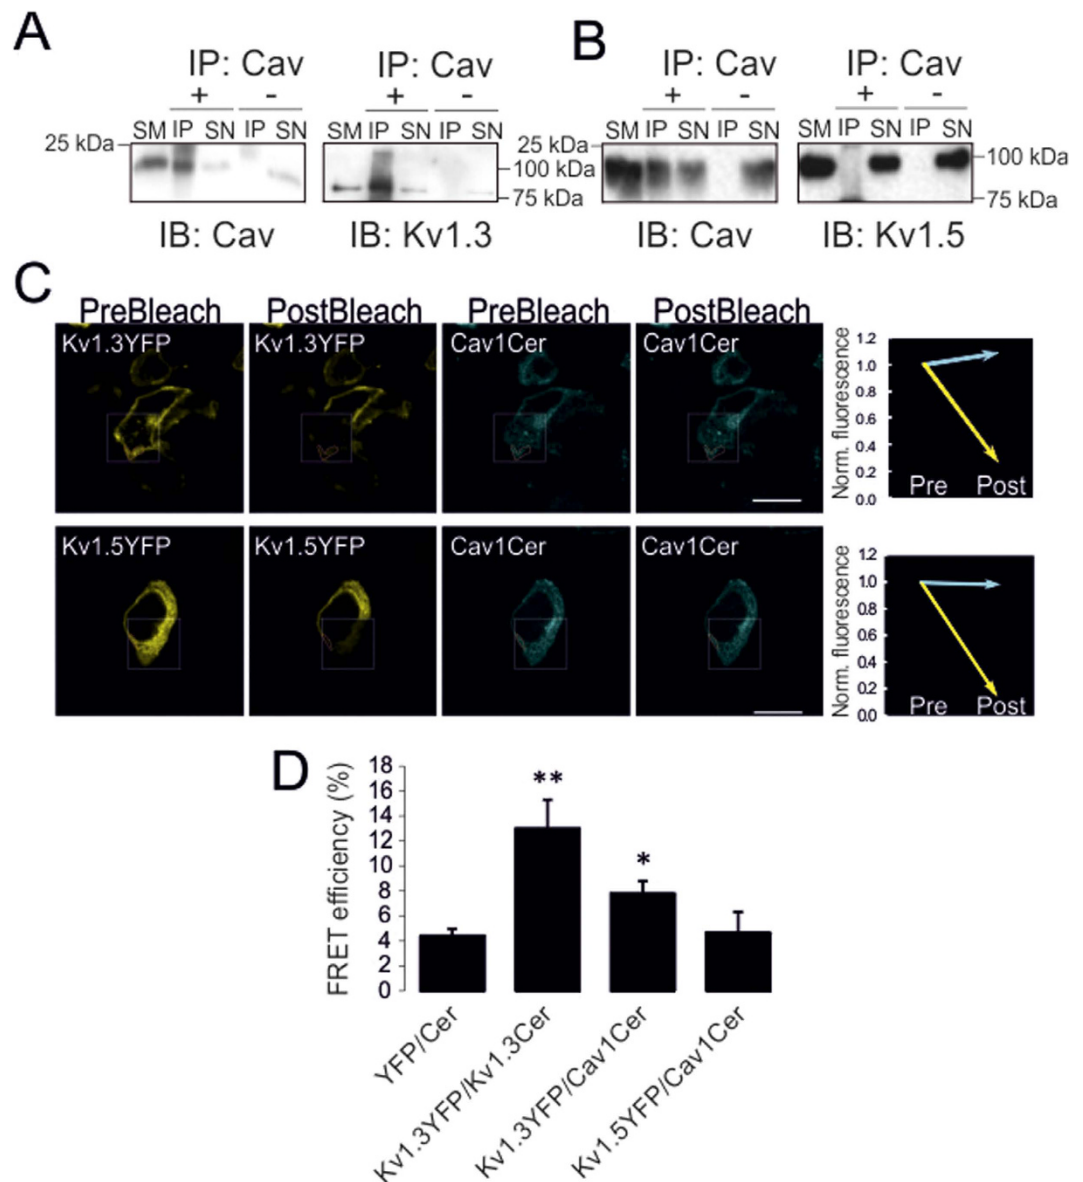 A
B
IP: Cav
IP: Cav
IP: Cav
IP: Cav
+ -
+ -
+ -
+ -
SM IP SN IP SN
SM IP SN IP SN
SM IP SN IP SN
SM IP SN IP SN
25 kDa
100 kDa
75 kDa
25 kDa
100 kDa
75 kDa
IB: Cav
IB: Kv1.3
IB: Cav
IB: Kv1.5
C
PreBleach
PostBleach
PreBleach
PostBleach
Kv1.3YFP
Kv1.3YFP
Cav1Cer
Cav1Cer
Norm. fluorescence
1.2
1.0
0.8
0.6
0.4
0.2
0.0
Pre
Post
Kv1.5YFP
Kv1.5YFP
Cav1Cer
Cav1Cer
Norm. fluorescence
1.2
1.0
0.8
0.6
0.4
0.2
0.0
Pre
Post
D
FRET efficiency (%)
18
16
14
12
10
8
6
4
2
0
**
*
YFP/Cer
Kv1.3YFP/Kv1.3Cer
Kv1.3YFP/Cav1Cer
Kv1.5YFP/Cav1Cer